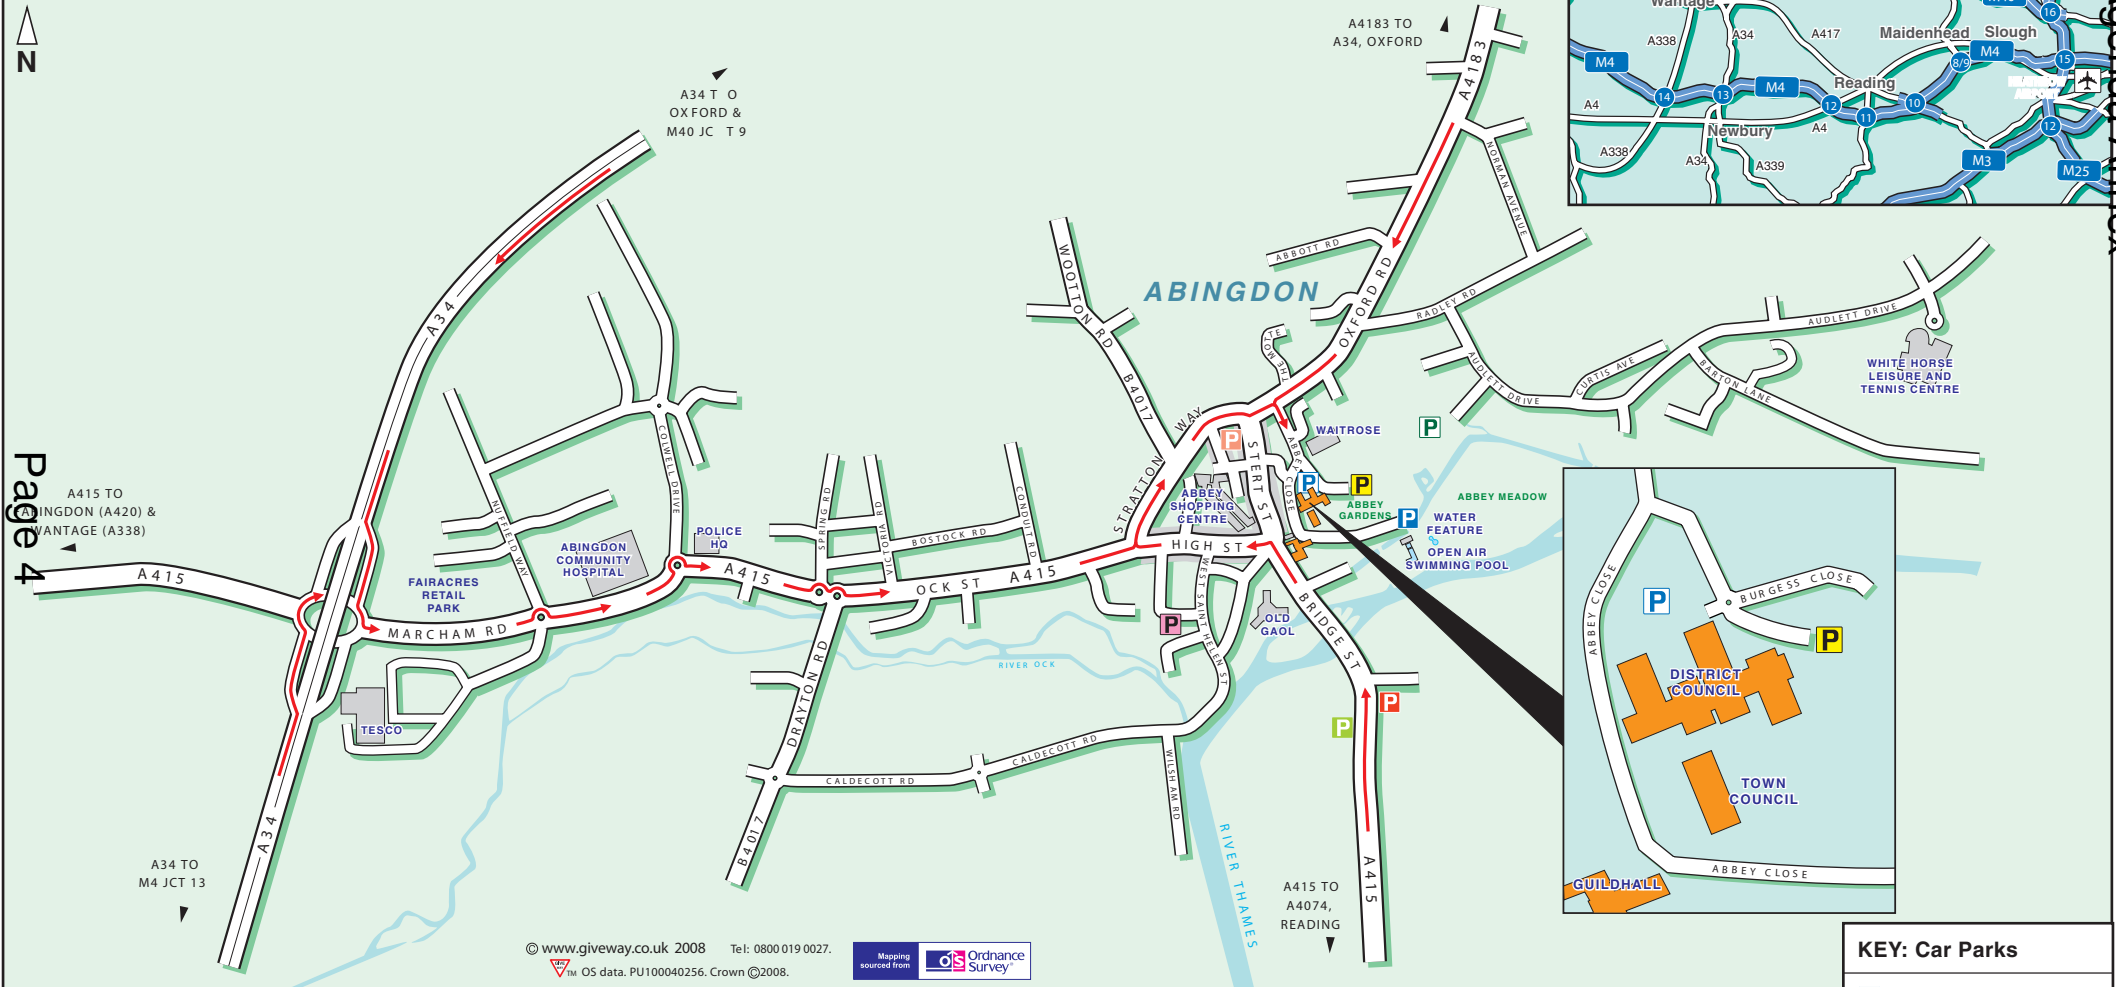 N
A4183 TO
A34, OXFORD
A34 T O
OXFORD &
M40 JC T 9
A4183
NORMAN AVENUE
ABBOTT RD
ABINGDON
OXFORD RD
RADLEY RD
THE MOTE
WOOTTON RD
B4017
AUDLETT DRIVE
CURTIS AVE
BARTON LANE
AUDLETT DRIVE
WHITE HORSE
LEISURE AND
TENNIS CENTRE
A34
COLWELL DRIVE
NUFFIELD WAY
STRATTON WAY
STERT ST
ABBEY CLOSE
WAITROSE
P
P
P
P
P
ABBEY
SHOPPING
CENTRE
ABBEY
GARDENS
ABBEY MEADOW
WATER
FEATURE
OPEN AIR
SWIMMING POOL
Page 4
A415 TO
FARINGDON (A420) &
WANTAGE (A338)
A415
FAIRACRES
RETAIL
PARK
ABINGDON
COMMUNITY
HOSPITAL
POLICE
HQ
SPRING RD
VICTORIA RD
BOSTOCK RD
CONDUIT RD
A415
OCK ST
A415
HIGH ST
WEST SAINT HELEN ST
BRIDGE ST
OLD
GAOL
MARCHAM RD
P
RIVER OCK
DRAYTON RD
TESCO
CALDECOTT RD
CALDECOTT RD
WILSHAM RD
P
P
B4017
A34
A34 TO
M4 JCT 13
RIVER THAMES
A415
A415 TO
A4074,
READING
© www.giveway.co.uk 2008
Tel: 0800 019 0027.
TM OS data. PU100040256. Crown ©2008.
Mapping
sourced from
OS Ordnance
Survey
Wantage
A338
A34
A417
Maidenhead
Slough
M4
M4
M4
16
15
8/9
14
13
12
11
10
12
Reading
A4
Newbury
A4
A338
A34
A339
M3
M25
ABBEY CLOSE
BURGESS CLOSE
P
P
DISTRICT
COUNCIL
TOWN
COUNCIL
ABBEY CLOSE
GUILDHALL
KEY: Car Parks